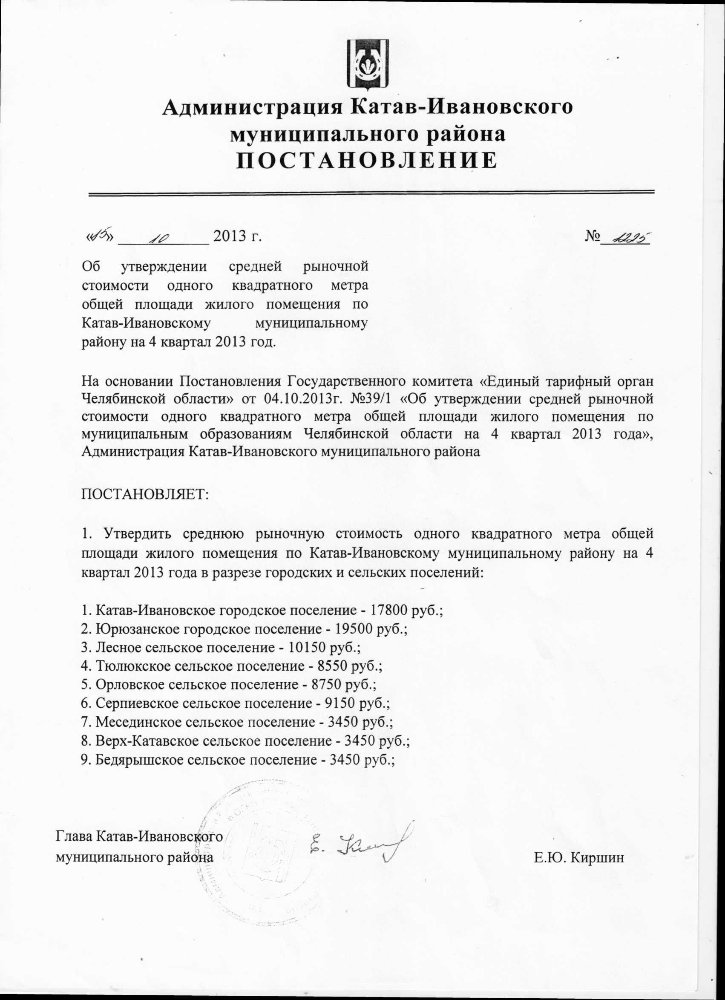 Администрация Катав-Ивановского
муниципального района
ПОСТАНОВЛЕНИЕ
«15» 10 2013 г. № 1225
Об утверждении средней рыночной
стоимости одного квадратного метра
общей площади жилого помещения по
Катав-Ивановскому муниципальному
району на 4 квартал 2013 год.
На основании Постановления Государственного комитета «Единый тарифный орган
Челябинской области» от 04.10.2013г. №39/1 «Об утверждении средней рыночной
стоимости одного квадратного метра общей площади жилого помещения по
муниципальным образованиям Челябинской области на 4 квартал 2013 года»,
Администрация Катав-Ивановского муниципального района
ПОСТАНОВЛЯЕТ:
1. Утвердить среднюю рыночную стоимость одного квадратного метра общей
площади жилого помещения по Катав-Ивановскому муниципальному району на 4
квартал 2013 года в разрезе городских и сельских поселений:
1. Катав-Ивановское городское поселение - 17800 руб.;
2. Юрюзанское городское поселение - 19500 руб.;
3. Лесное сельское поселение - 10150 руб.;
4. Тюлюкское сельское поселение - 8550 руб.;
5. Орловское сельское поселение - 8750 руб.;
6. Серпиевское сельское поселение - 9150 руб.;
7. Месединское сельское поселение - 3450 руб.;
8. Верх-Катавское сельское поселение - 3450 руб.;
9. Бедярышское сельское поселение - 3450 руб.;
Глава Катав-Ивановского
муниципального района Е.Ю. Киршин